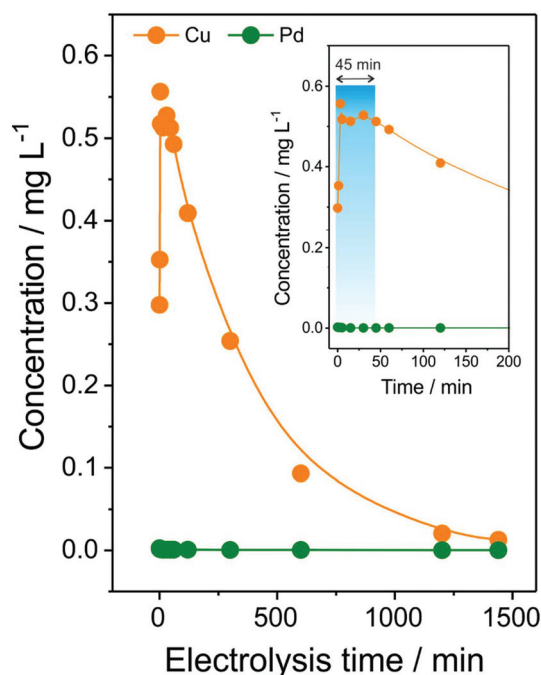 Cu Pd
Concentration / mg L⁻¹
0.6
0.5
0.4
0.3
0.2
0.1
0.0
0 500 1000 1500
Electrolysis time / min
45 min
Concentration / mg L⁻¹
0.6
0.4
0.2
0.0
0 50 100 150 200
Time / min